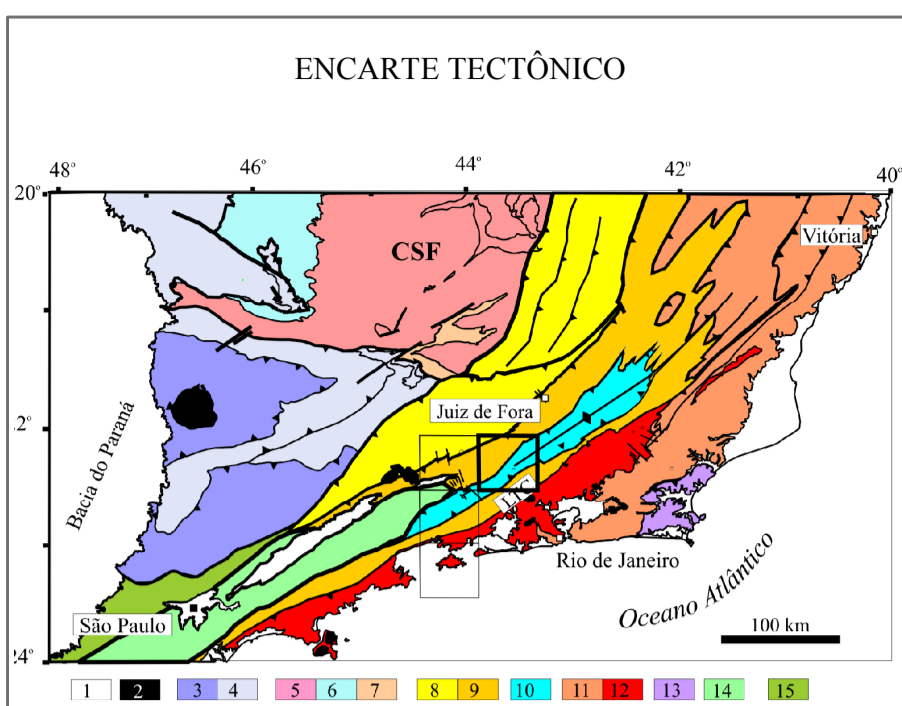 ENCARTE TECTÔNICO
48° 46° 44° 42° 40°
20°
CSF
Vitória
Juiz de Fora
2°
Bacia do Paraná
Rio de Janeiro
Oceano Atlântico
São Paulo
100 km
24°
1 2 3 4 5 6 7 8 9 10 11 12 13 14 15